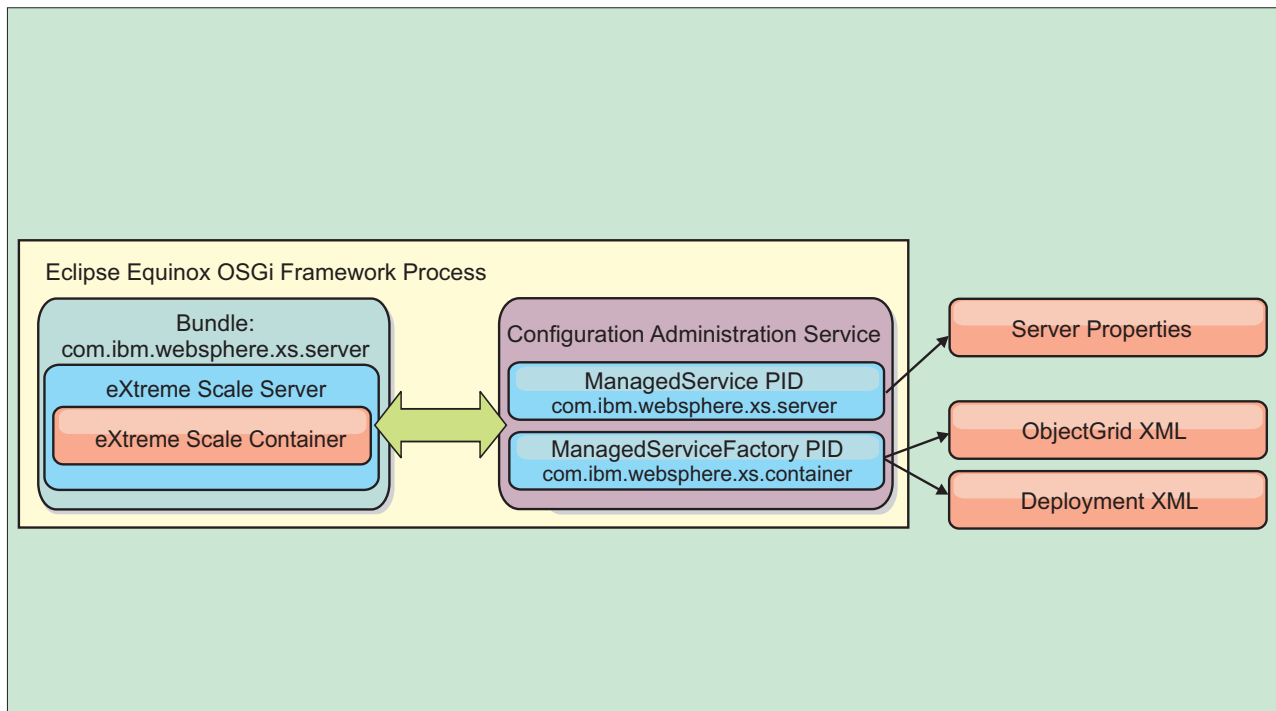 Eclipse Equinox OSGi Framework Process
Bundle:
com.ibm.websphere.xs.server
eXtreme Scale Server
eXtreme Scale Container
Configuration Administration Service
ManagedService PID
com.ibm.websphere.xs.server
ManagedServiceFactory PID
com.ibm.websphere.xs.container
Server Properties
ObjectGrid XML
Deployment XML